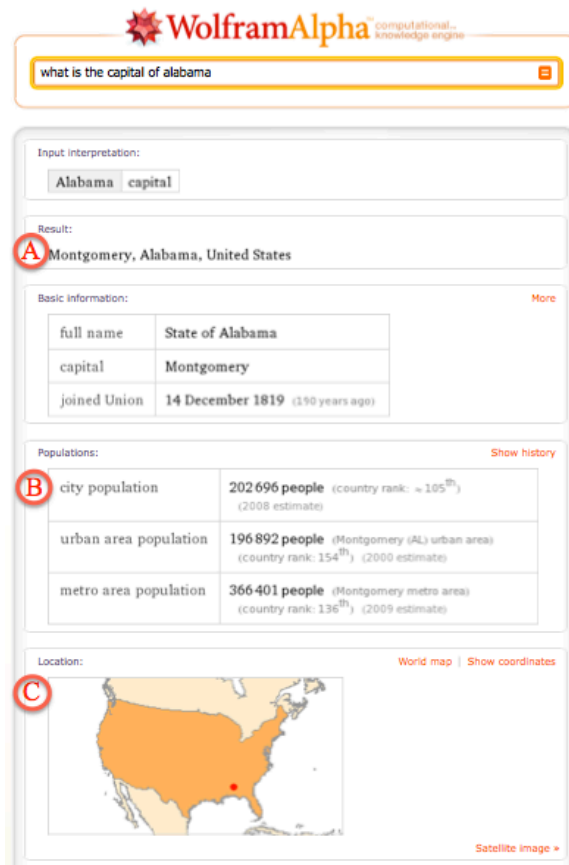 WolframAlpha™ computational... knowledge engine
what is the capital of alabama
Input interpretation:
Alabama capital
Result:
A
Montgomery, Alabama, United States
Basic information: More
full name State of Alabama
capital Montgomery
joined Union 14 December 1819 (190 years ago)
Populations: Show history
B
city population 202 696 people (country rank: ≈ 105th)
(2008 estimate)
urban area population 196 892 people (Montgomery (AL) urban area)
(country rank: 154th) (2000 estimate)
metro area population 366 401 people (Montgomery metro area)
(country rank: 136th) (2009 estimate)
Location: World map | Show coordinates
C
Satellite image »